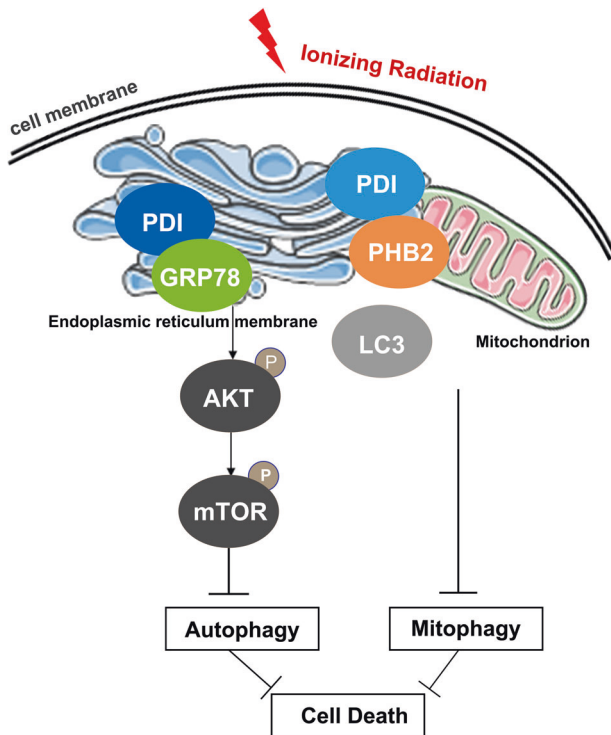 Ionizing Radiation
cell membrane
PDI
PDI
PHB2
GRP78
Endoplasmic reticulum membrane
LC3
Mitochondrion
P
AKT
P
mTOR
Autophagy
Mitophagy
Cell Death